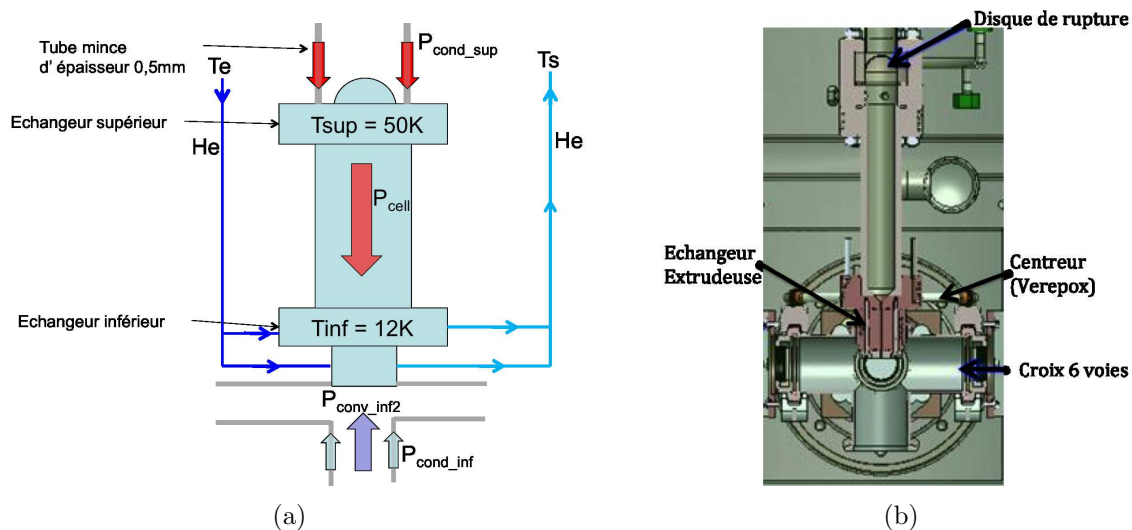 Tube mince
d' épaisseur 0,5mm
P_cond_sup
Te
Ts
Echangeur supérieur
Tsup = 50K
He
He
P_cell
Echangeur inférieur
Tinf = 12K
P_conv_inf2
P_cond_inf
(a)
Disque de rupture
Echangeur
Extrudeuse
Centreur
(Verepox)
Croix 6 voies
(b)